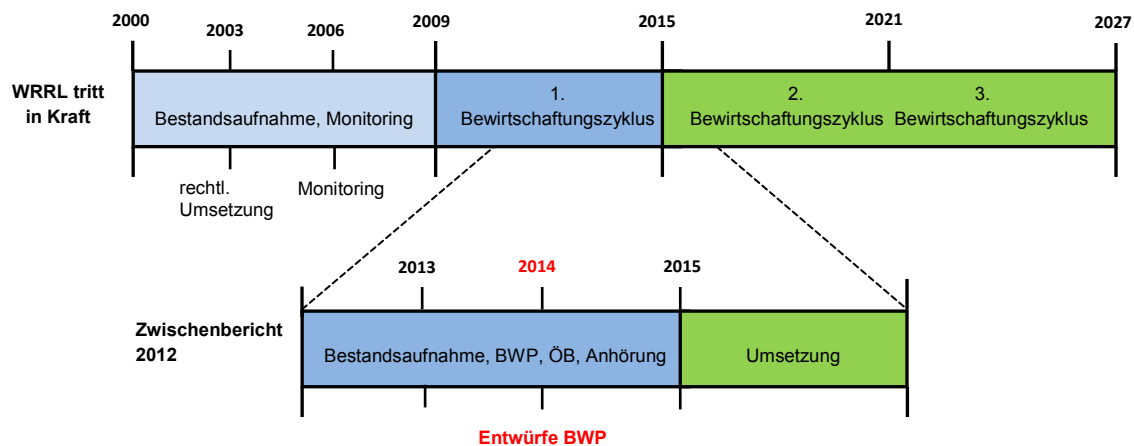 2000
2003
2006
2009
2015
2021
2027
WRRL tritt
in Kraft
Bestandsaufnahme, Monitoring
1.
Bewirtschaftungszyklus
2.
Bewirtschaftungszyklus
3.
Bewirtschaftungszyklus
rechtl.
Umsetzung
Monitoring
2013
2014
2015
Zwischenbericht
2012
Bestandsaufnahme, BWP, ÖB, Anhörung
Umsetzung
Entwürfe BWP